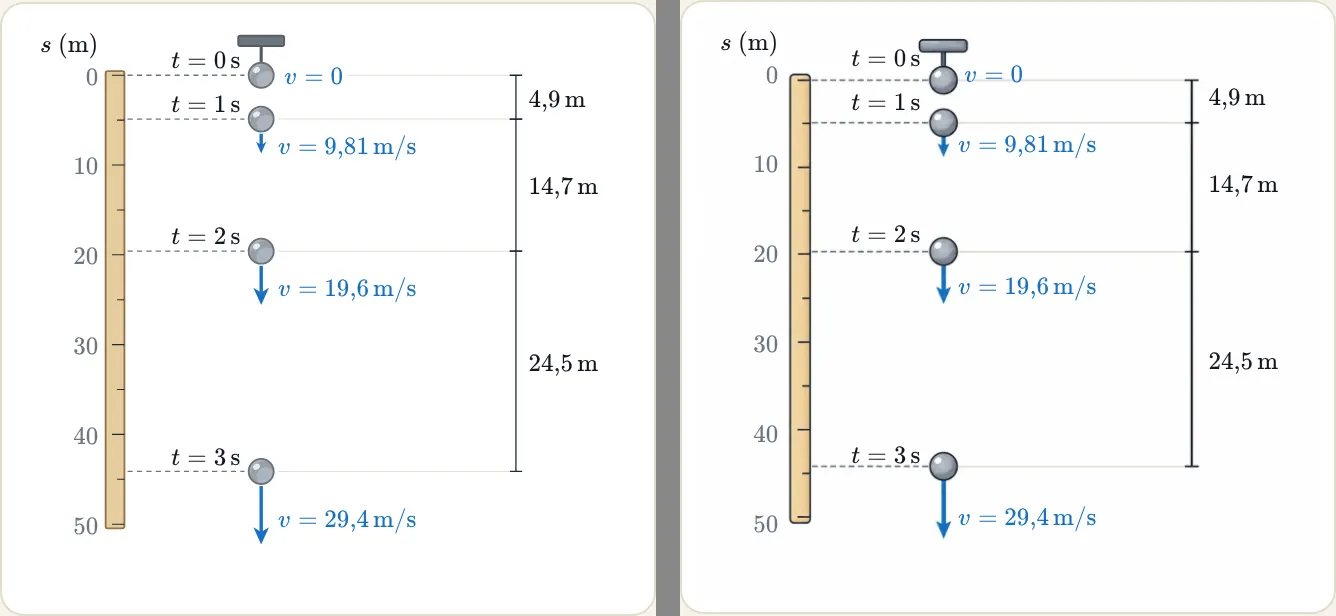 s (m)
t = 0 s
v = 0
0
4,9 m
t = 1 s
v = 9,81 m/s
10
14,7 m
t = 2 s
20
v = 19,6 m/s
30
24,5 m
40
t = 3 s
50
v = 29,4 m/s
s (m)
t = 0 s
v = 0
0
4,9 m
t = 1 s
v = 9,81 m/s
10
14,7 m
t = 2 s
20
v = 19,6 m/s
30
24,5 m
40
t = 3 s
50
v = 29,4 m/s